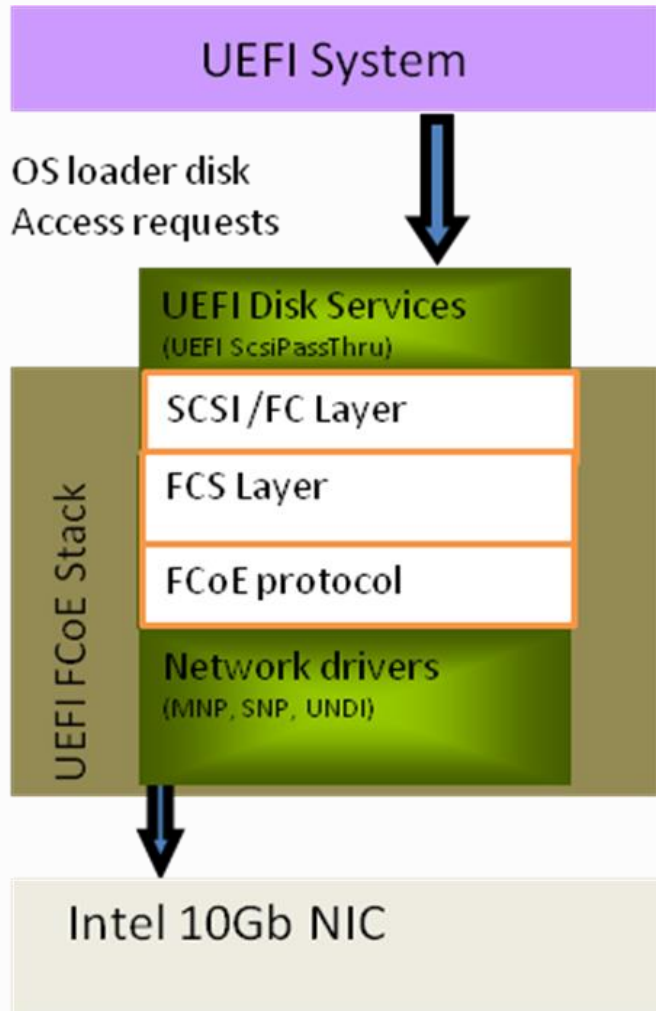 UEFI System
OS loader disk
Access requests
UEFI Disk Services
(UEFI ScsiPassThru)
SCSI /FC Layer
FCS Layer
FCoE protocol
UEFI FCoE Stack
Network drivers
(MNP, SNP, UNDI)
Intel 10Gb NIC